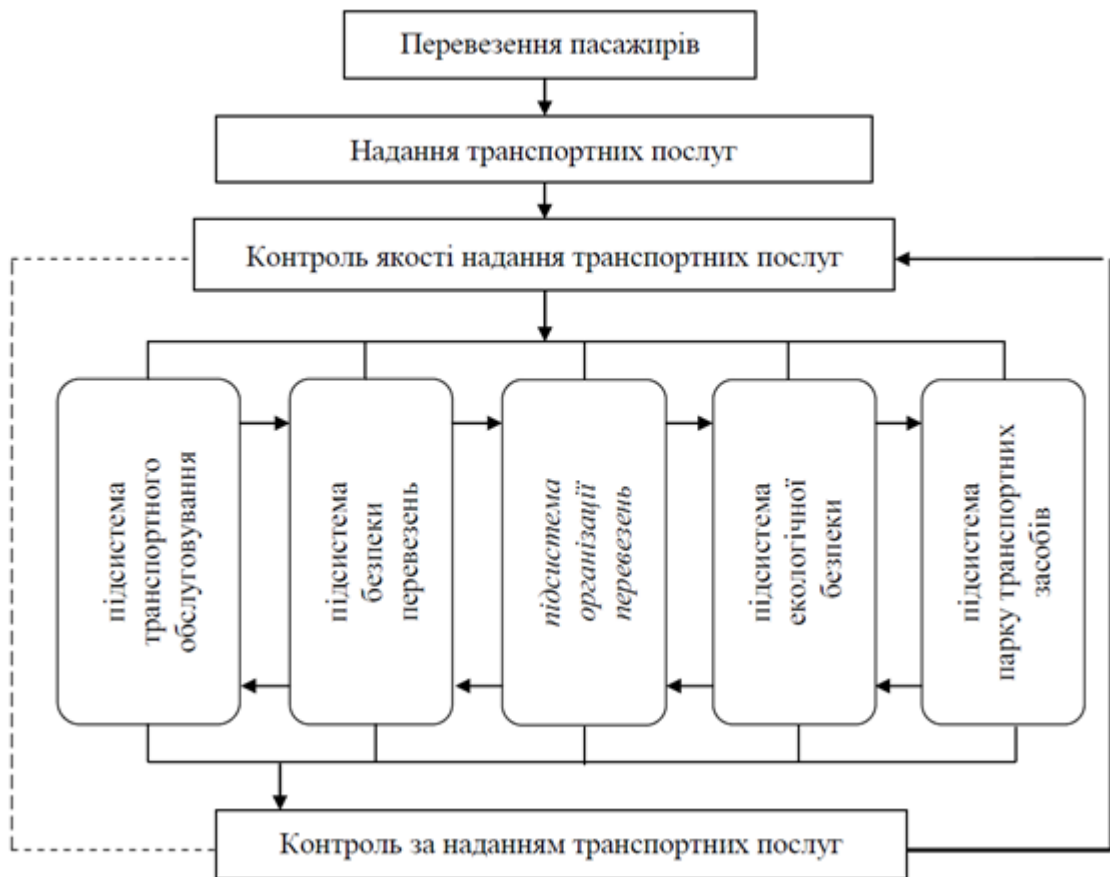 Перевезення пасажирів
Надання транспортних послуг
Контроль якості надання транспортних послуг
підсистема
транспортного
обслуговування
підсистема
безпеки
перевезень
підсистема
організації
перевезень
підсистема
екологічної
безпеки
підсистема
парку транспортних
засобів
Контроль за наданням транспортних послуг